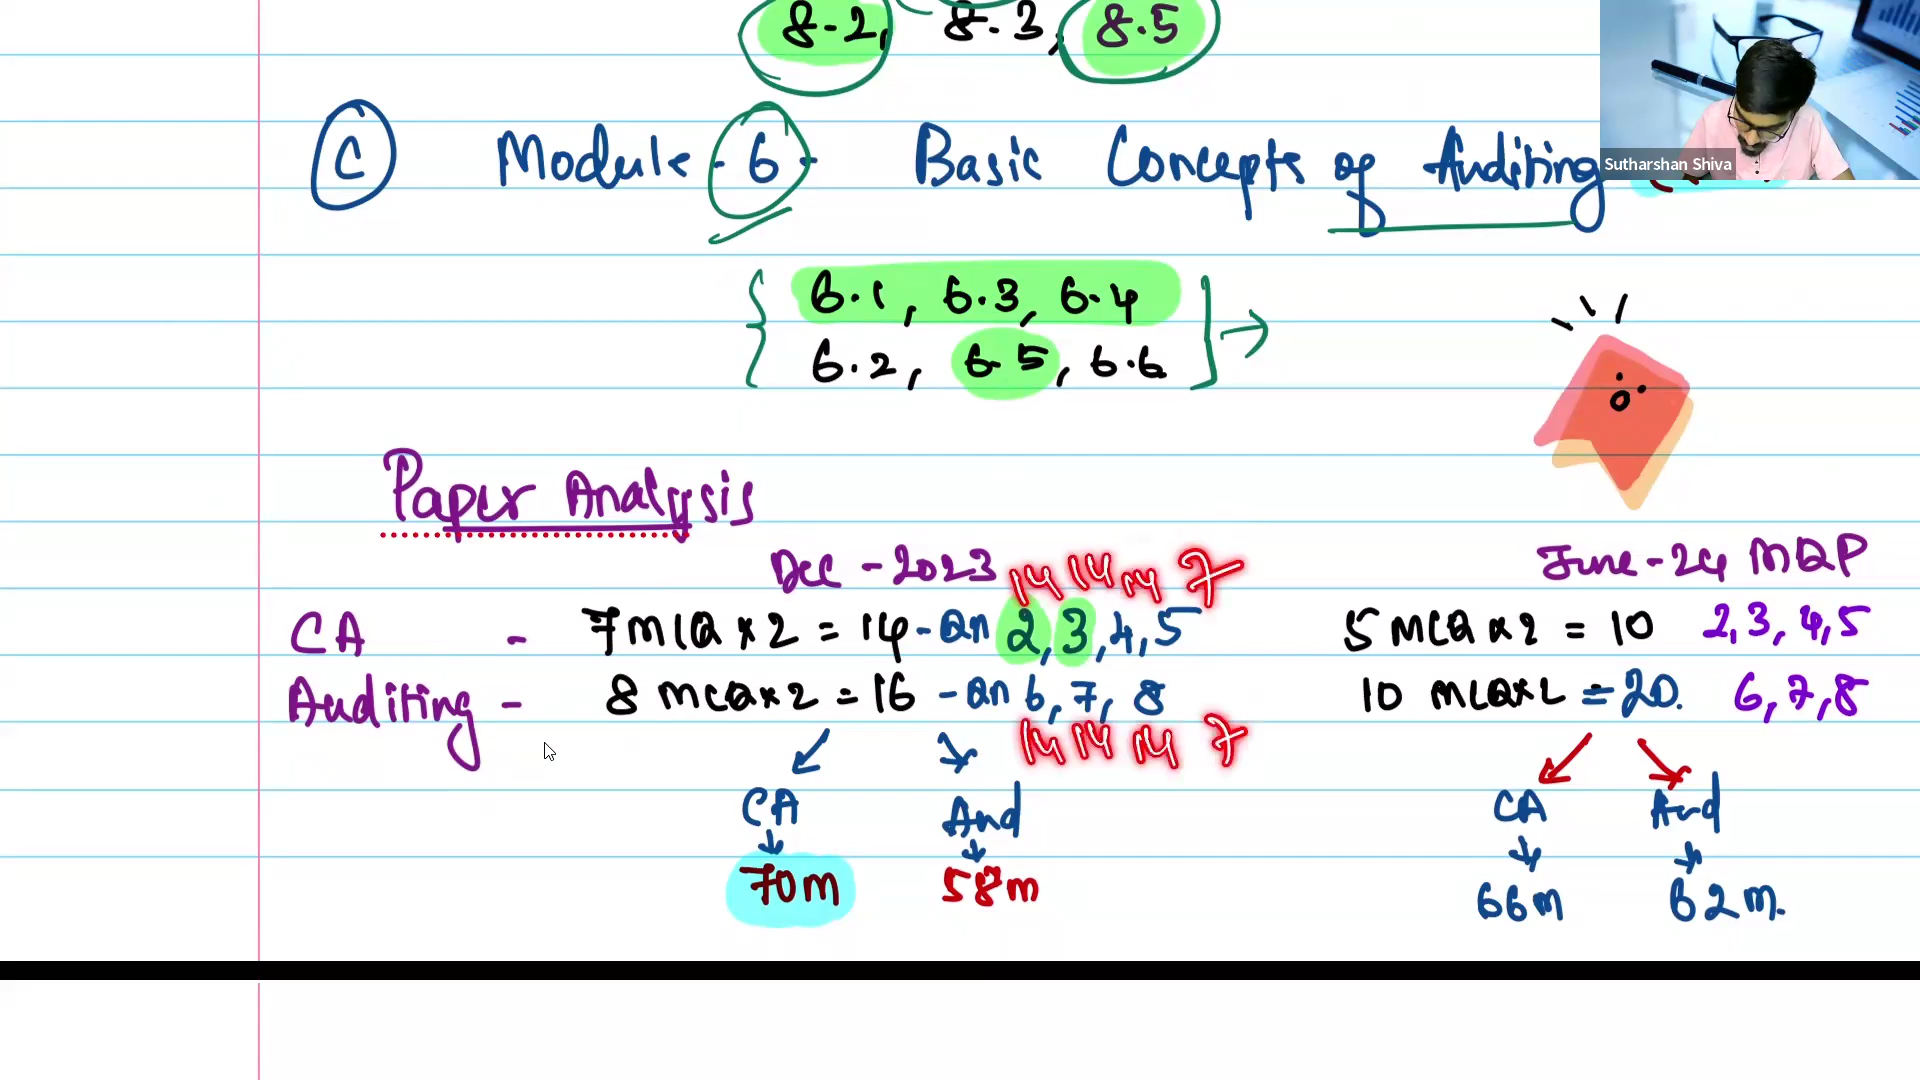 8-2, 8-3, 8.5
C Module - 6 - Basic Concepts of Auditing
Sutharshan Shiva
6.1, 6.3, 6.4
6.2, 6.5, 6.6
Paper Analysis
Dec - 2023 14 14 14 7 June-24 MQP
CA - 7 MCQ x 2 = 14 - Qn 2, 3, 4, 5 5 MCQ x 2 = 10 2, 3, 4, 5
Auditing - 8 MCQ x 2 = 16 - Qn 6, 7, 8 10 MCQ x 2 = 20. 6, 7, 8
14 14 14 7
CA Aud CA Aud
70m 58m 66m 62m.